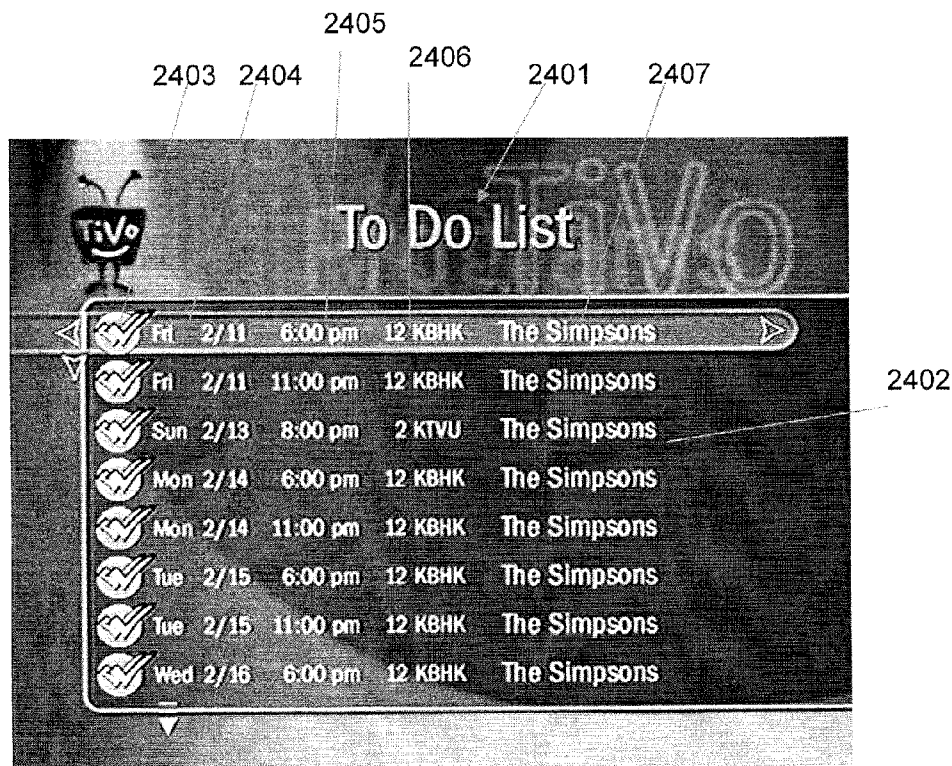 2405
2403 2404 2406 2401 2407
TiVo
TiVo
To Do List
Fri 2/11 6:00 pm 12 KBHK The Simpsons
Fri 2/11 11:00 pm 12 KBHK The Simpsons
2402
Sun 2/13 8:00 pm 2 KTVU The Simpsons
Mon 2/14 6:00 pm 12 KBHK The Simpsons
Mon 2/14 11:00 pm 12 KBHK The Simpsons
Tue 2/15 6:00 pm 12 KBHK The Simpsons
Tue 2/15 11:00 pm 12 KBHK The Simpsons
Wed 2/16 6:00 pm 12 KBHK The Simpsons